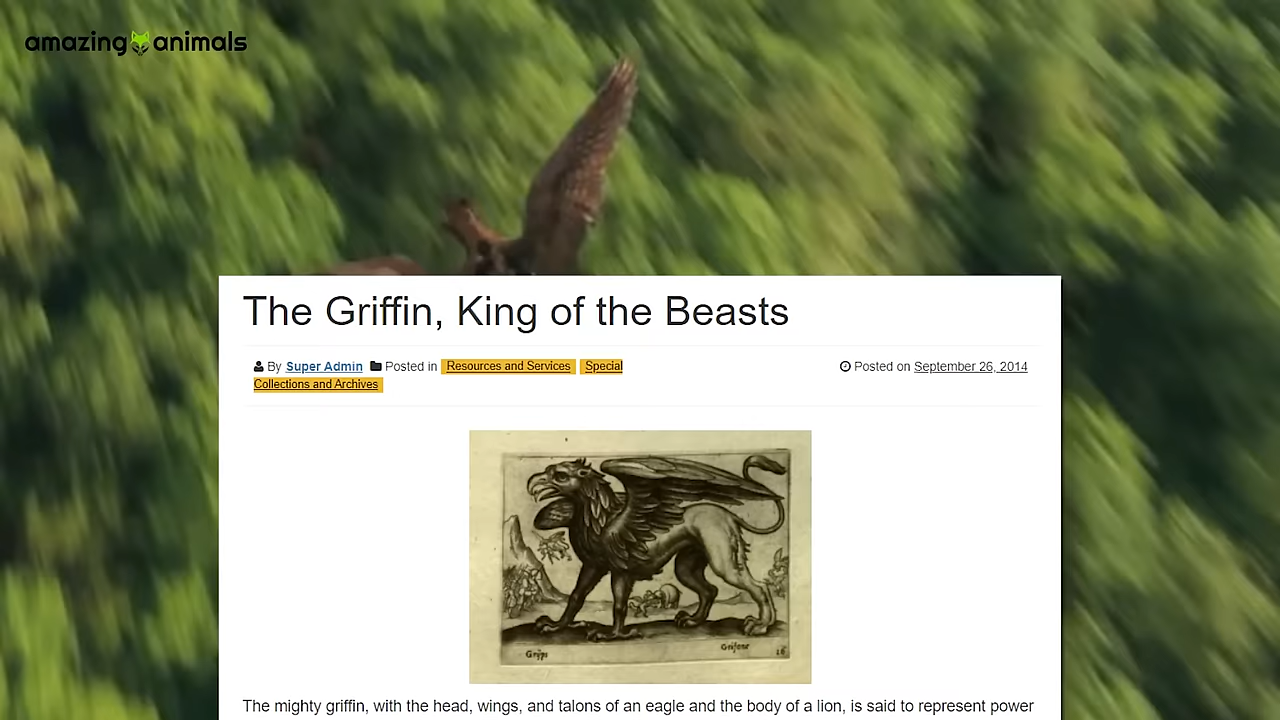 amazing animals
The Griffin, King of the Beasts
By Super Admin Posted in Resources and Services Special
Collections and Archives
Posted on September 26, 2014
Gryps
Grifone
16
The mighty griffin, with the head, wings, and talons of an eagle and the body of a lion, is said to represent power